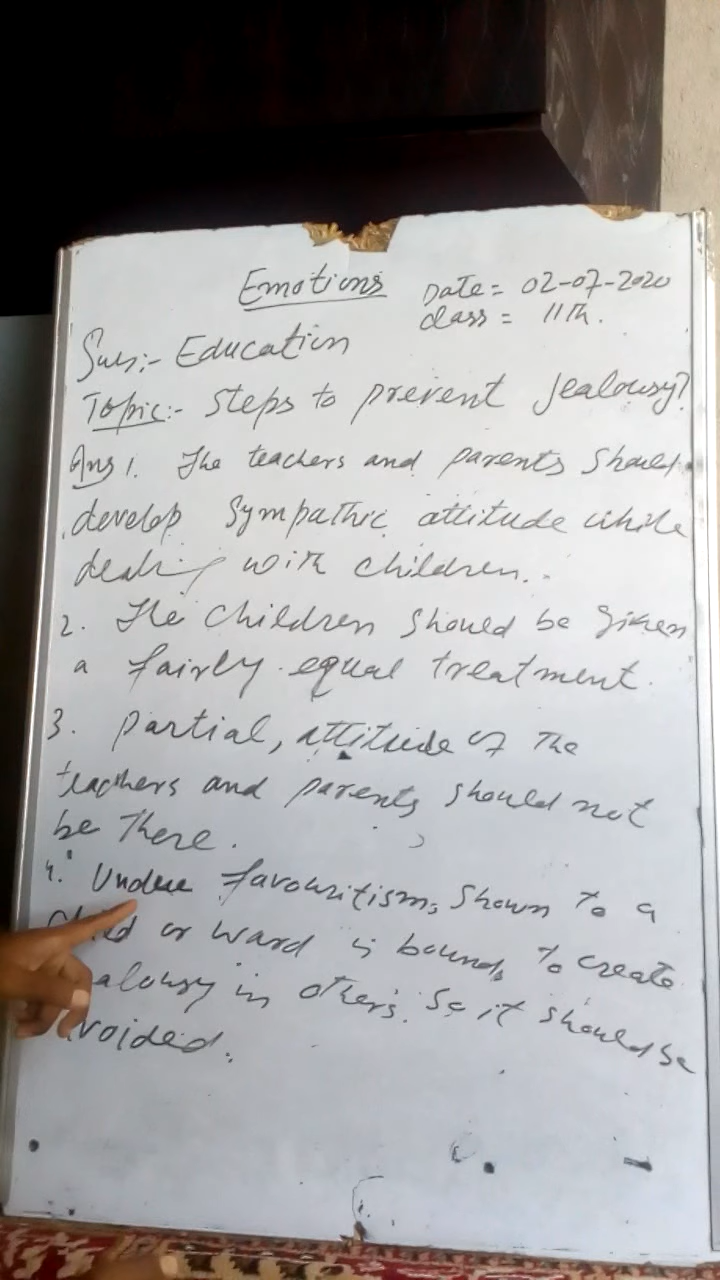 Emotions
Date = 02-07-2020
class = 11th.
Sub:- Education
Topic:- Steps to prevent Jealousy?
Ans 1. The teachers and parents should
develop Sympathic attitude while
dealing with children..
2. The children should be given
a fairly equal treatment.
3. partial, attitude of the
teachers and parents should not
be there.
4. Undue favouritism, shown to a
child or ward is bound, to create
ealousy in others. So it should be
voided.